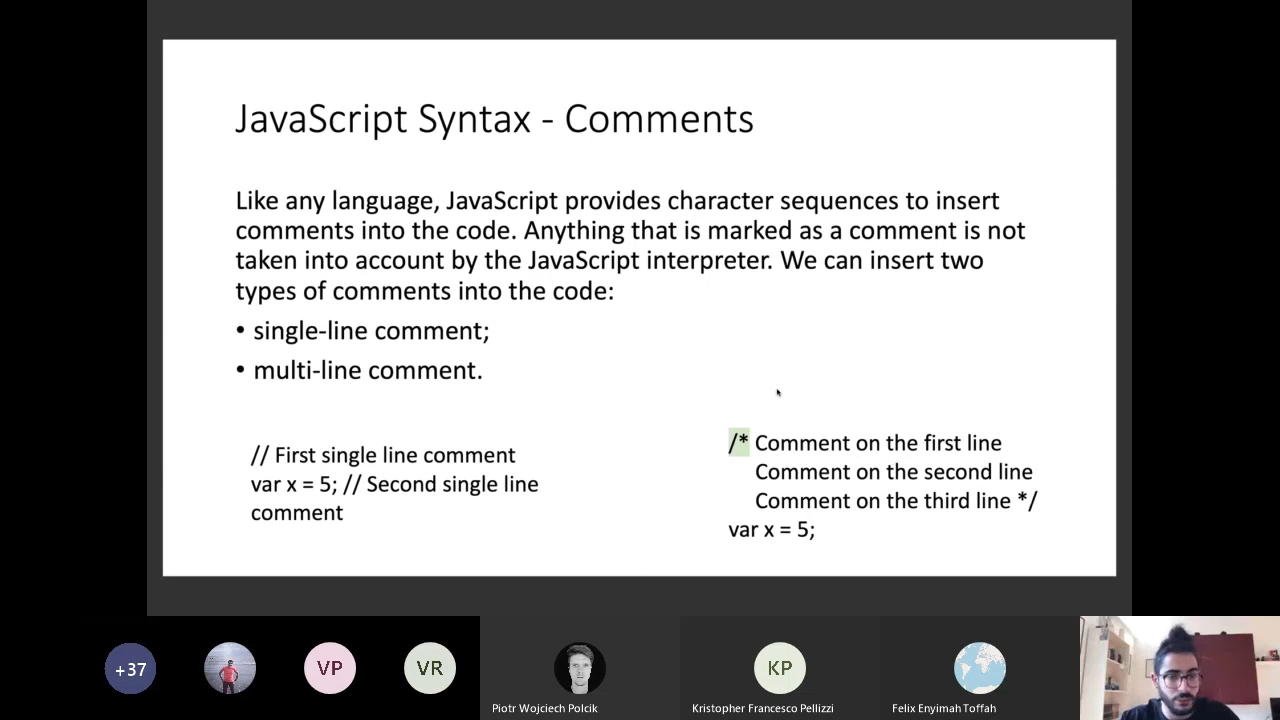 JavaScript Syntax - Comments
Like any language, JavaScript provides character sequences to insert
comments into the code. Anything that is marked as a comment is not
taken into account by the JavaScript interpreter. We can insert two
types of comments into the code:
• single-line comment;
• multi-line comment.
// First single line comment
var x = 5; // Second single line
comment
/* Comment on the first line
Comment on the second line
Comment on the third line */
var x = 5;
+37
VP
VR
KP
Piotr Wojciech Polcik
Kristopher Francesco Pellizzi
Felix Enyimah Toffah